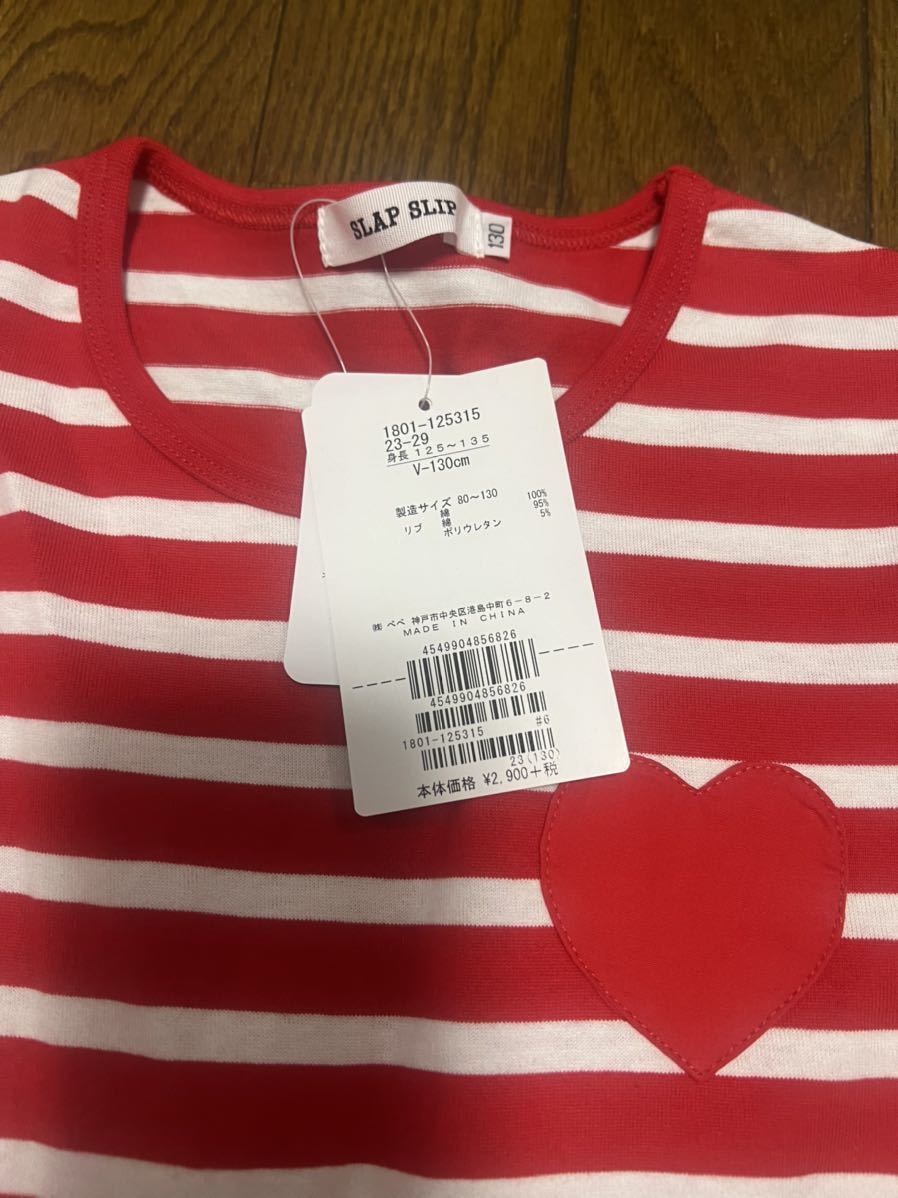 SLAP SLIP
130
1801-125315
23-29
身長 125~135
V-130cm
製造サイズ 80~130
綿 100%
リブ 綿 95%
ポリウレタン 5%
㈱ べべ 神戸市中央区港島中町6-8-2
MADE IN CHINA
4549904856826
4549904856826
1801-125315 #6
23(130)
本体価格 ¥2,900+税